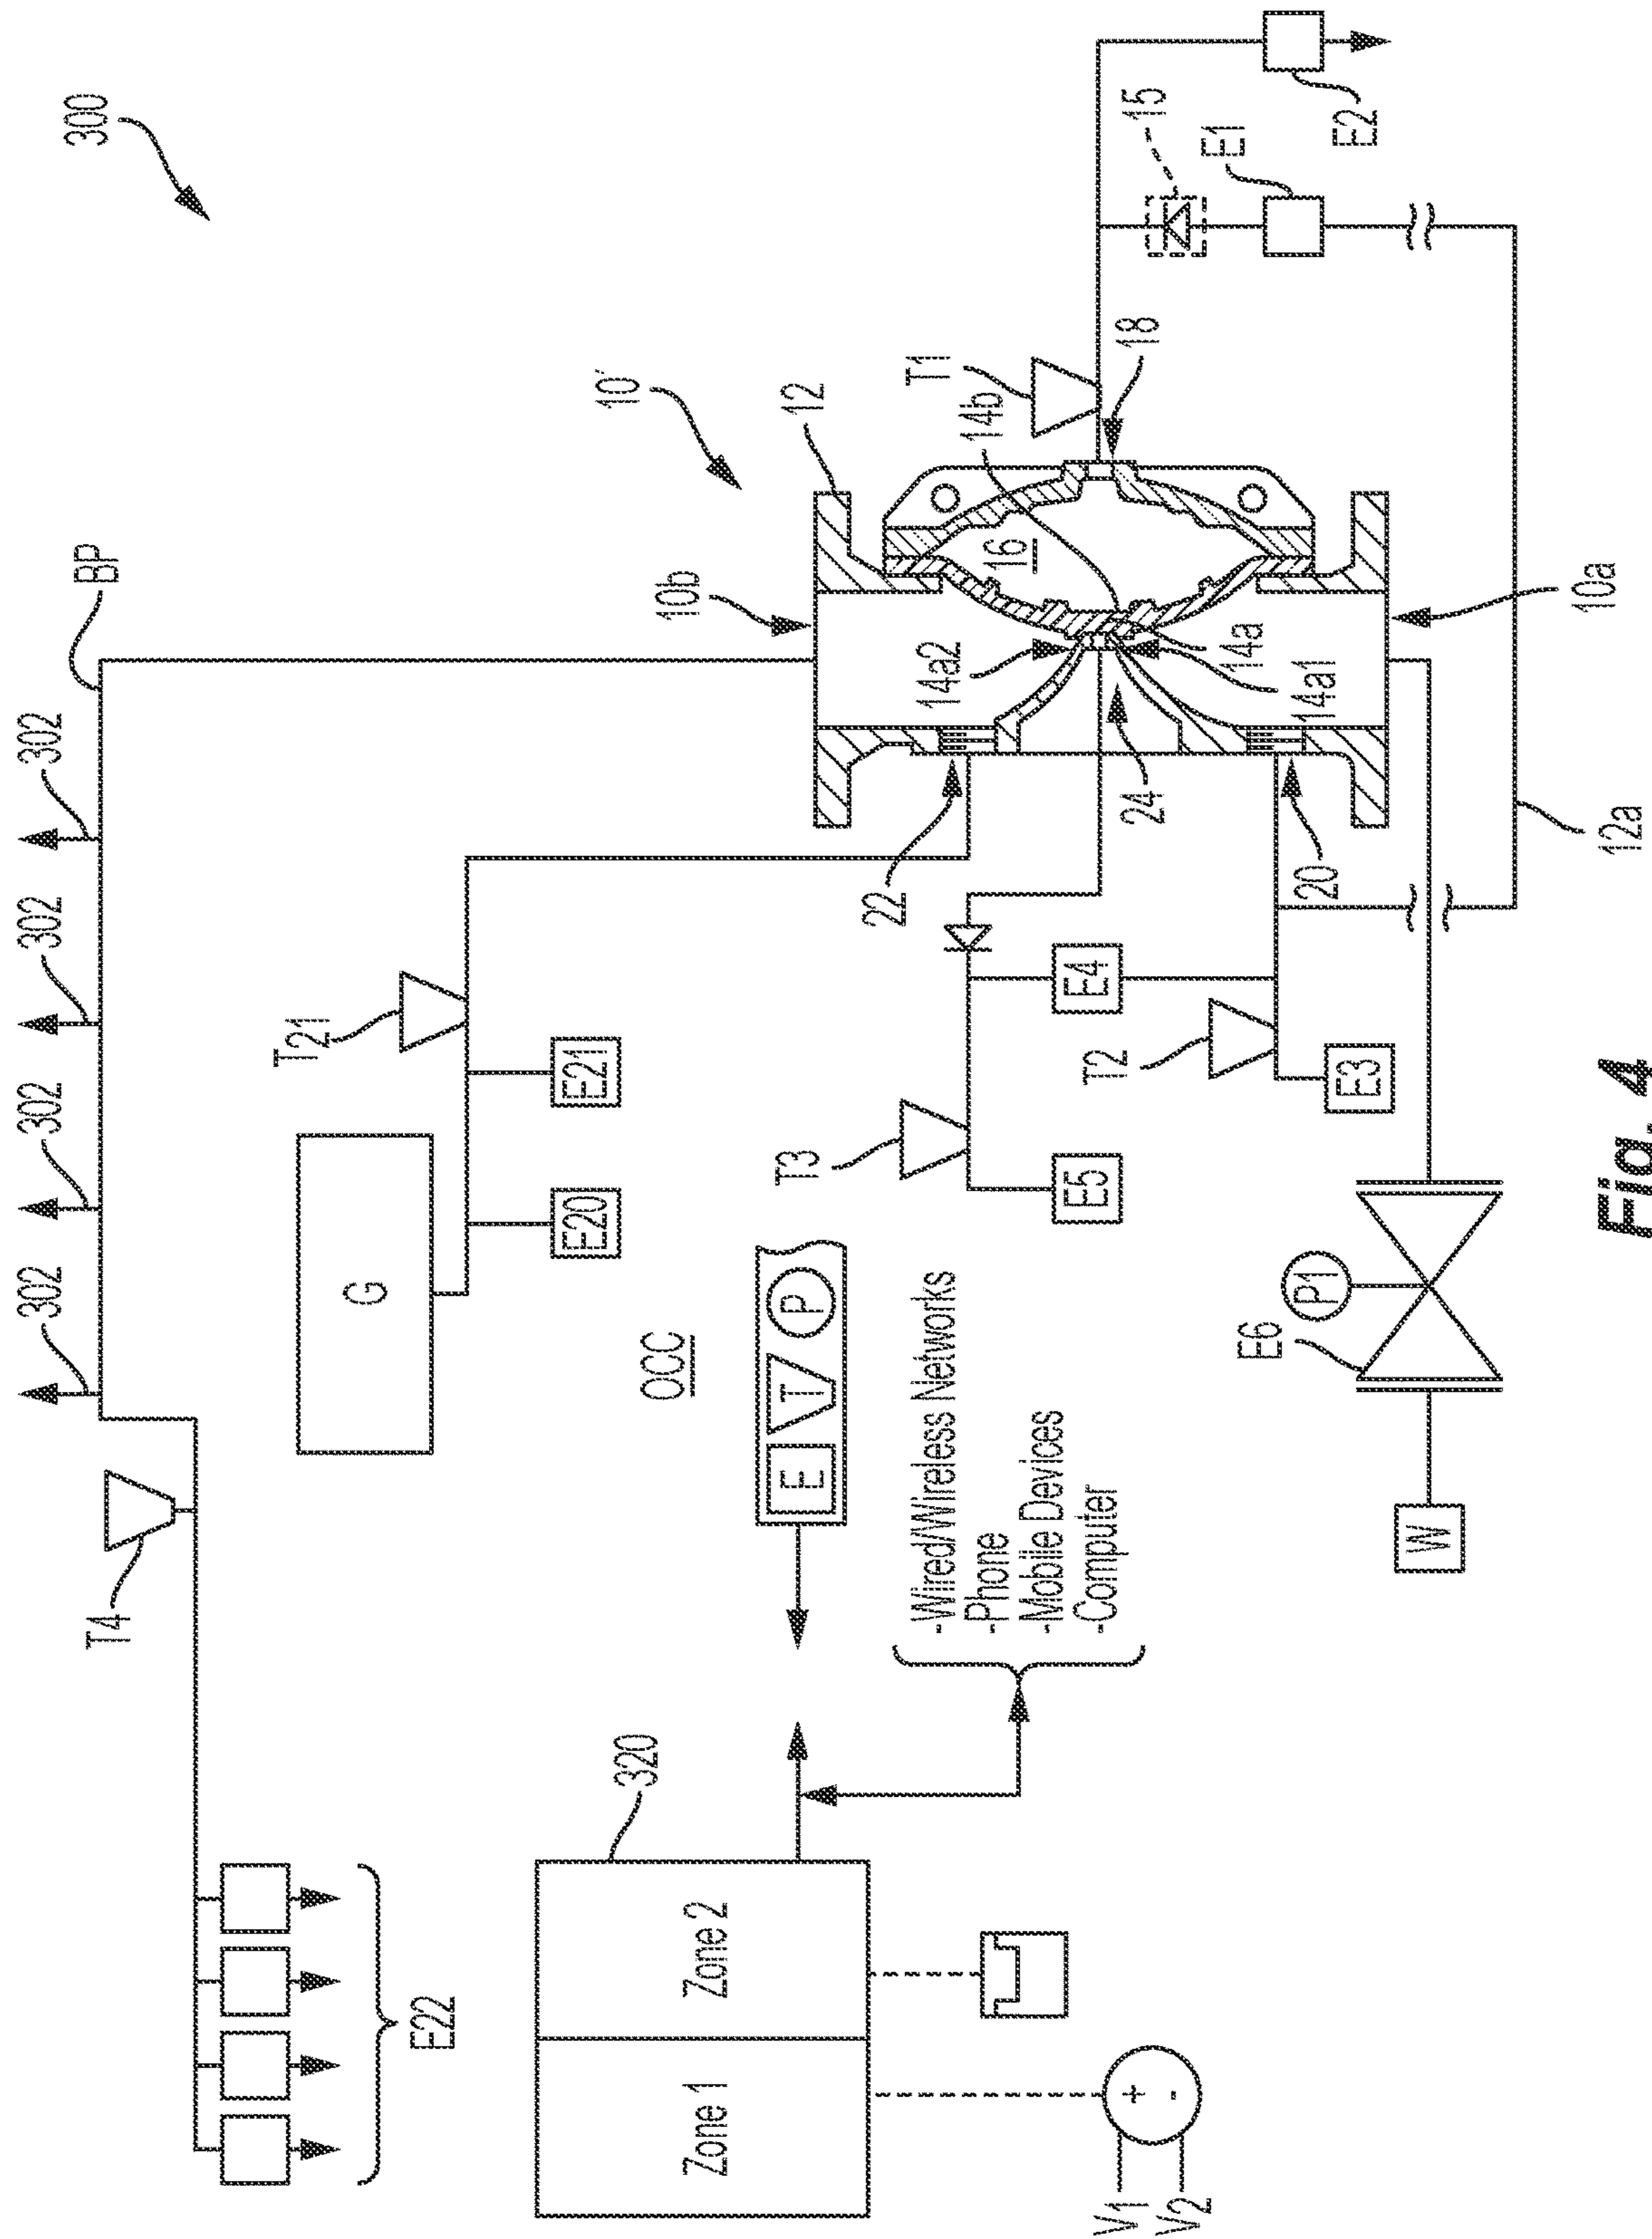 300
BP
302
302
302
302
T4
E22
T21
G
E21
E20
OCC
E T P
320
Zone 1
Zone 2
V1
V2
+
-
-Wired/Wireless Networks
-Phone
-Mobile Devices
-Computer
10'
12
10b
16
14b
T1
18
15
E1
E2
14a2
14a
14a1
24
22
20
10a
12a
T3
E5
E4
T2
E3
P1
E6
W
Fig. 4